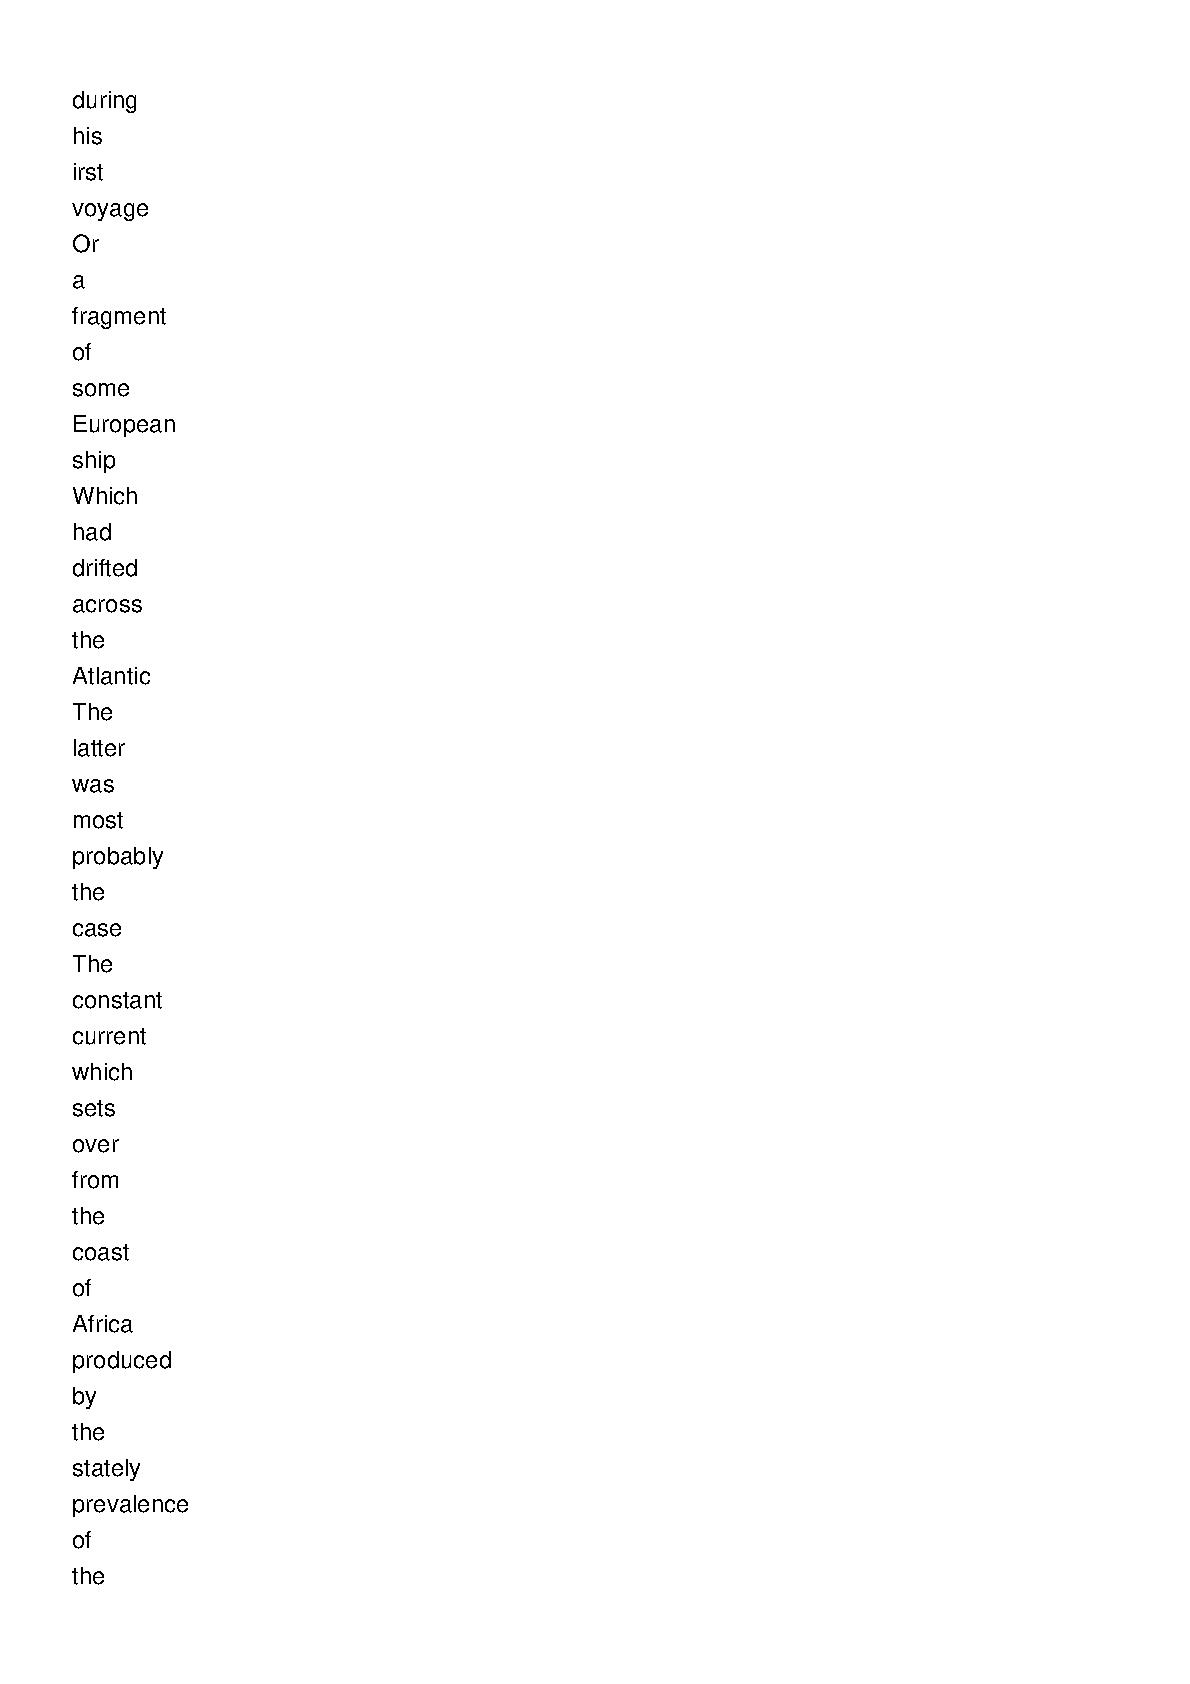 during
his
irst
voyage
Or
a
fragment
of
some
European
ship
Which
had
drifted
across
the
Atlantic
The
latter
was
most
probably
the
case
The
constant
current
which
sets
over
from
the
coast
of
Africa
produced
by
the
stately
prevalence
of
the